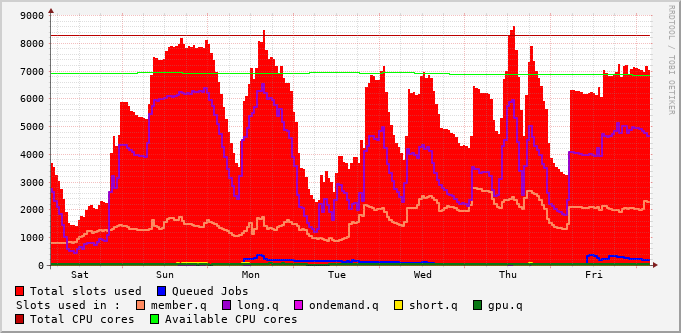 9000
8000
7000
6000
5000
4000
3000
2000
1000
0
Sat Sun Mon Tue Wed Thu Fri
RRDTOOL / TOBI OETIKER
Total slots used Queued Jobs
Slots used in : member.q long.q ondemand.q short.q gpu.q
Total CPU cores Available CPU cores